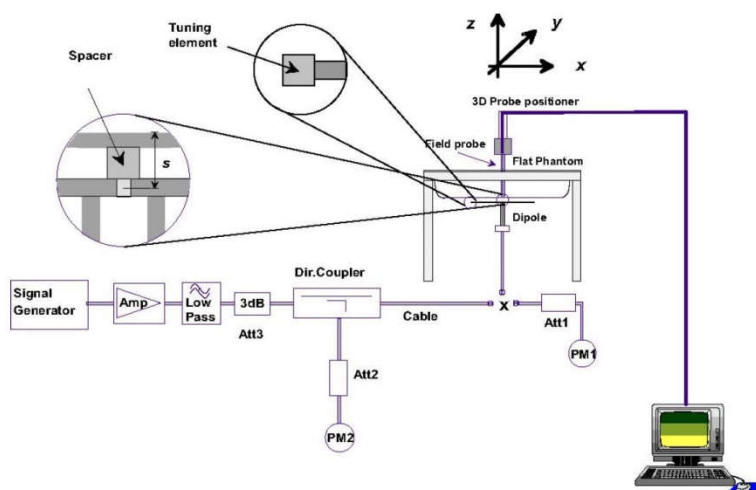 Tuning
element
z
y
x
Spacer
s
3D Probe positioner
Field probe
Flat Phantom
Dipole
Dir.Coupler
Signal
Generator
Amp
Low
Pass
3dB
Att3
Cable
x
Att1
PM1
Att2
PM2